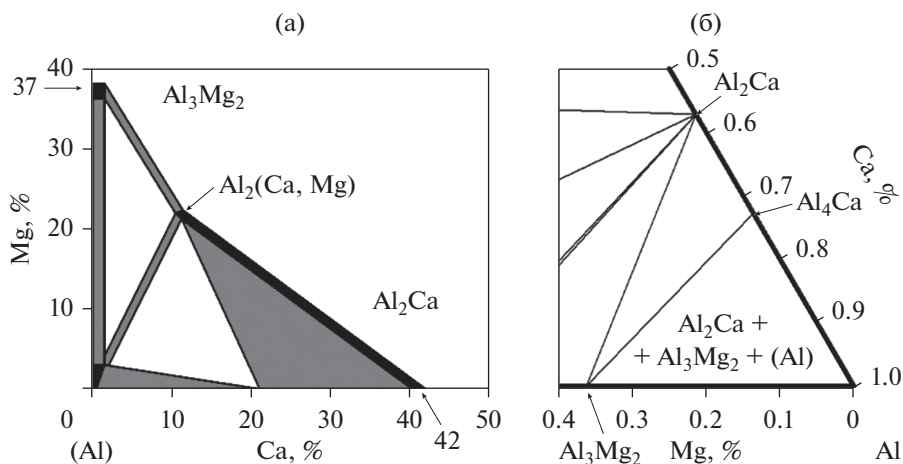 (а)
40
37
Al₃Mg₂
30
Al₂(Ca, Mg)
20
Mg, %
Al₂Ca
10
0
10
20
30
40
50
42
(Al)
Ca, %
(б)
0.5
Al₂Ca
0.6
Ca, %
0.7
Al₄Ca
0.8
0.9
Al₂Ca +
+ Al₃Mg₂ + (Al)
1.0
0.4
0.3
0.2
0.1
0
Al₃Mg₂
Mg, %
Al